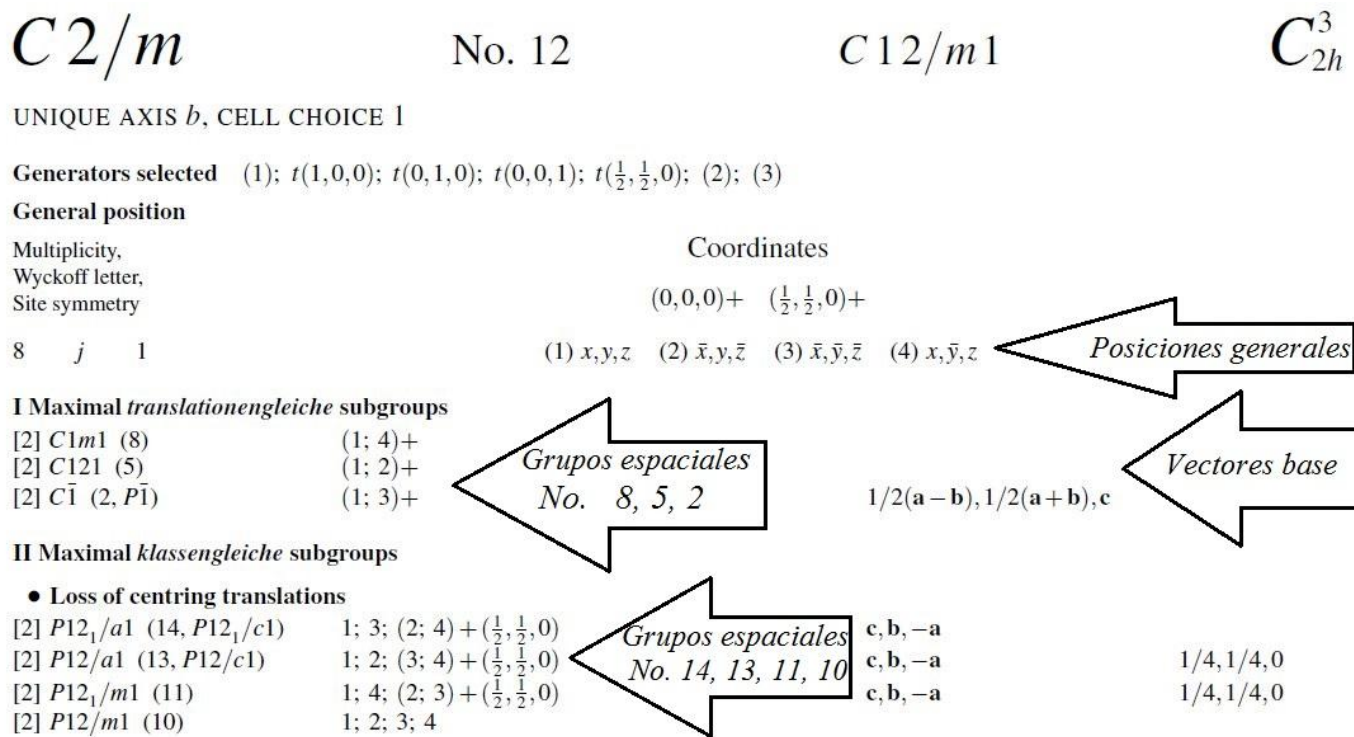 C2/m No. 12 C12/m1 C³₂ₕ
UNIQUE AXIS b, CELL CHOICE 1
Generators selected (1); t(1,0,0); t(0,1,0); t(0,0,1); t(½,½,0); (2); (3)
General position
Multiplicity,
Wyckoff letter,
Site symmetry
Coordinates
(0,0,0)+ (½,½,0)+
8 j 1 (1) x,y,z (2) x̄,y,z̄ (3) x̄,ȳ,z̄ (4) x,ȳ,z
Posiciones generales
I Maximal translationengleiche subgroups
[2] C1m1 (8) (1; 4)+
[2] C121 (5) (1; 2)+
[2] C1̄ (2, P1̄) (1; 3)+ 1/2(a−b),1/2(a+b),c
Grupos espaciales
No. 8, 5, 2
Vectores base
II Maximal klassengleiche subgroups
• Loss of centring translations
[2] P12₁/a1 (14, P12₁/c1) 1; 3; (2; 4)+(½,½,0) c,b,−a
[2] P12/a1 (13, P12/c1) 1; 2; (3; 4)+(½,½,0) c,b,−a 1/4,1/4,0
[2] P12₁/m1 (11) 1; 4; (2; 3)+(½,½,0) c,b,−a 1/4,1/4,0
[2] P12/m1 (10) 1; 2; 3; 4
Grupos espaciales
No. 14, 13, 11, 10